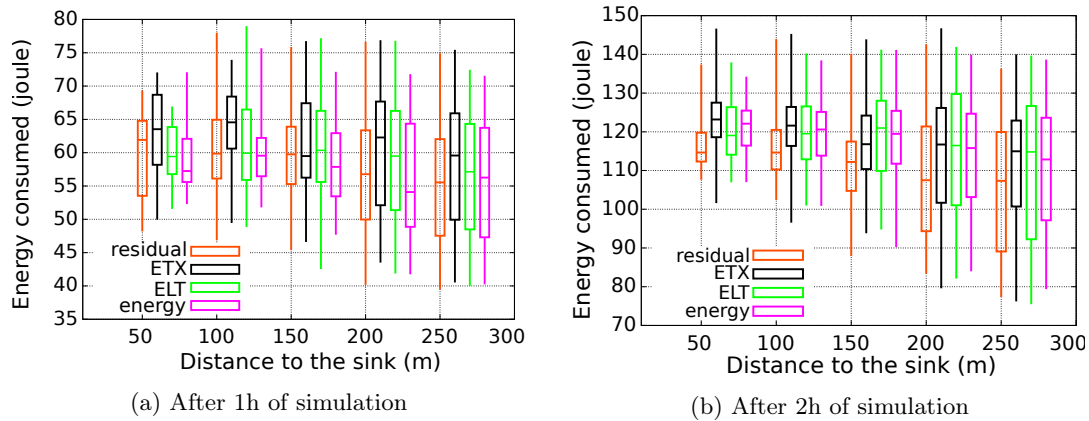 Energy consumed (joule)
80
75
70
65
60
55
50
45
40
35
residual
ETX
ELT
energy
50 100 150 200 250 300
Distance to the sink (m)
(a) After 1h of simulation
Energy consumed (joule)
150
140
130
120
110
100
90
80
70
residual
ETX
ELT
energy
50 100 150 200 250 300
Distance to the sink (m)
(b) After 2h of simulation